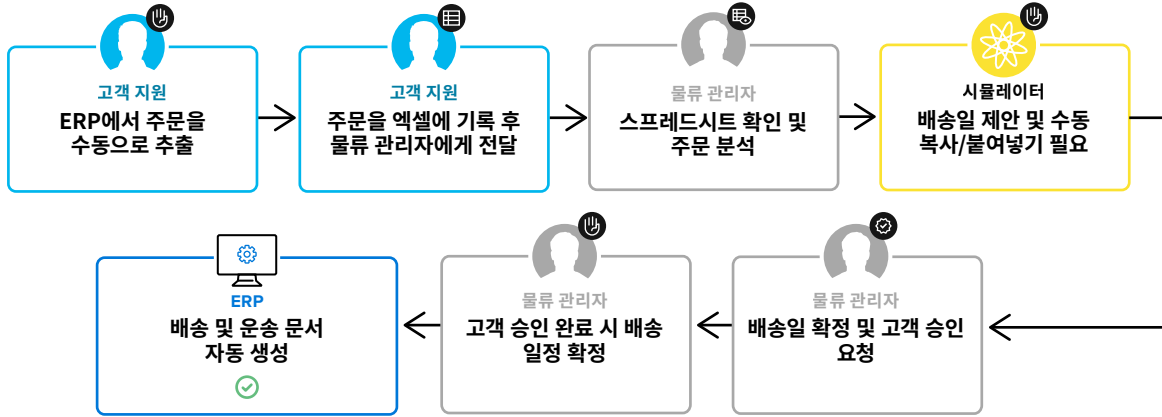 고객 지원
ERP에서 주문을
수동으로 추출
고객 지원
주문을 엑셀에 기록 후
물류 관리자에게 전달
물류 관리자
스프레드시트 확인 및
주문 분석
시뮬레이터
배송일 제안 및 수동
복사/붙여넣기 필요
물류 관리자
배송일 확정 및 고객 승인
요청
물류 관리자
고객 승인 완료 시 배송
일정 확정
ERP
배송 및 운송 문서
자동 생성